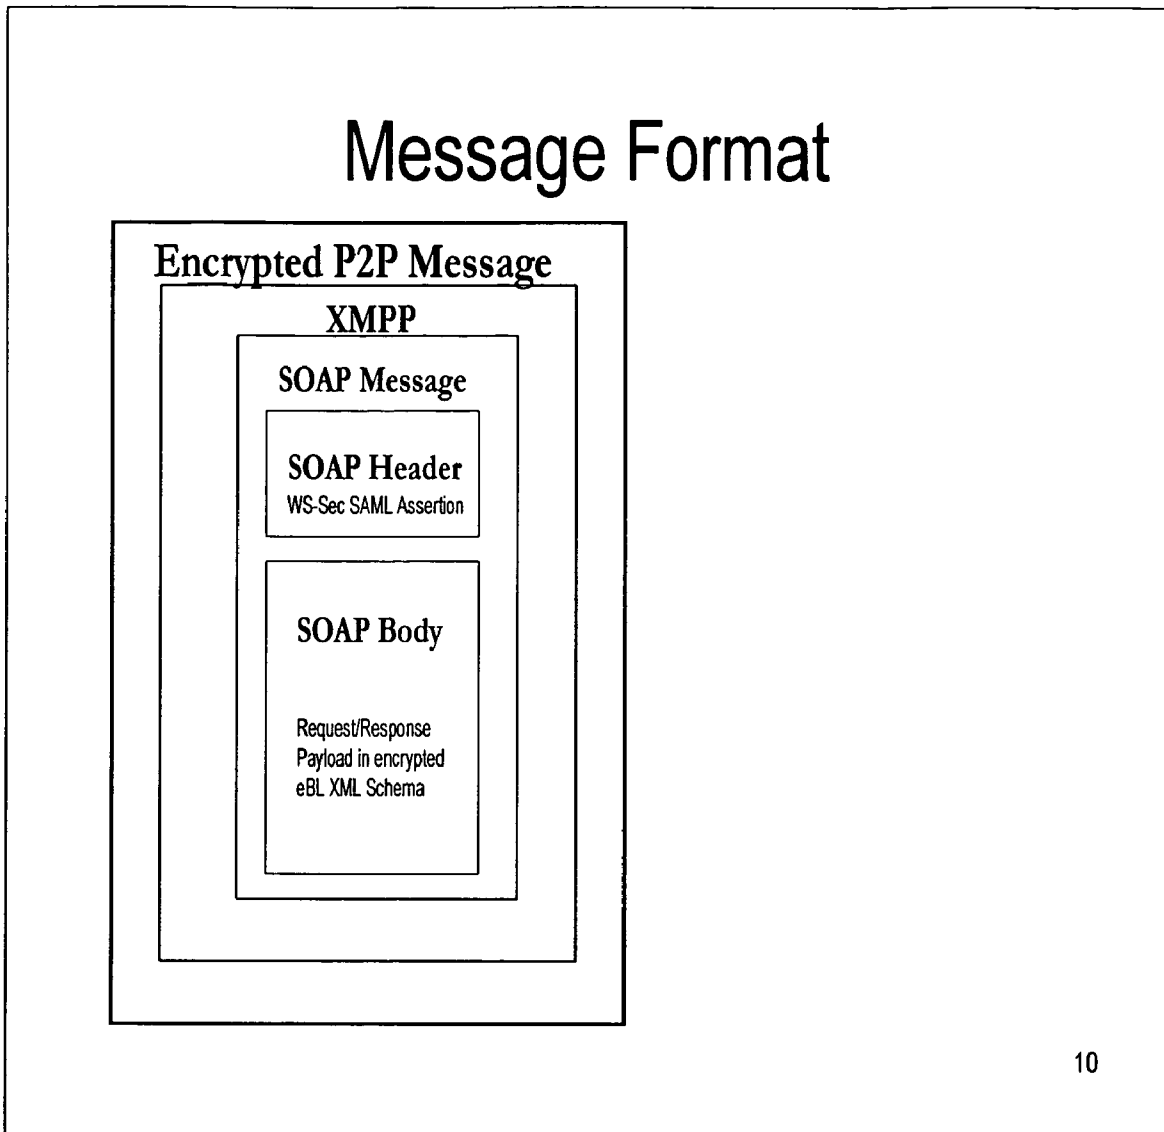 Message Format
Encrypted P2P Message
XMPP
SOAP Message
SOAP Header
WS-Sec SAML Assertion
SOAP Body
Request/Response
Payload in encrypted
eBL XML Schema
10